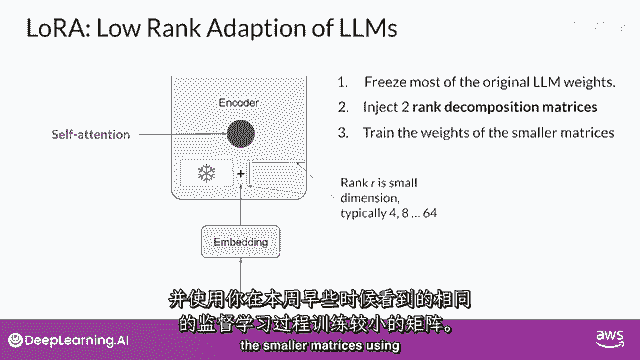 LoRA: Low Rank Adaption of LLMs
Encoder
Self-attention
+
Embedding
1. Freeze most of the original LLM weights.
2. Inject 2 rank decomposition matrices
3. Train the weights of the smaller matrices
Rank r is small
dimension,
typically 4, 8 ... 64
并使用你在本周早些时候看到的相同
的监督学习过程训练较小的矩阵。
the smaller matrices using
DeepLearning.AI
aws